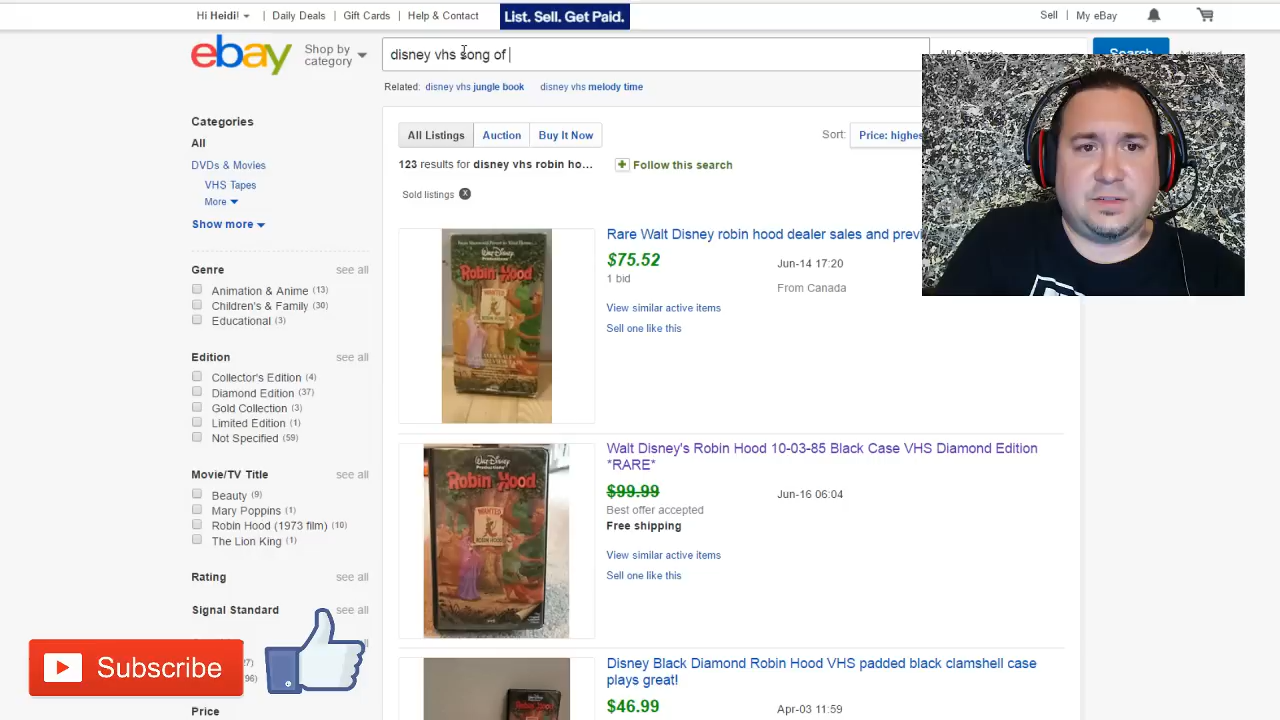 Hi Heidi!
Daily Deals
Gift Cards
Help & Contact
List. Sell. Get Paid.
Sell
My eBay
ebay
Shop by category
disney vhs song of
All Categories
Search
Advanced
Related: disney vhs jungle book disney vhs melody time
Categories
All
DVDs & Movies
VHS Tapes
More
Show more
Genre see all
Animation & Anime (13)
Children's & Family (30)
Educational (3)
Edition see all
Collector's Edition (4)
Diamond Edition (37)
Gold Collection (3)
Limited Edition (1)
Not Specified (59)
Movie/TV Title see all
Beauty (9)
Mary Poppins (1)
Robin Hood (1973 film) (10)
The Lion King (1)
Rating see all
Signal Standard see all
Price
All Listings Auction Buy It Now
Sort: Price: highes
123 results for disney vhs robin ho...
Follow this search
Sold listings
Rare Walt Disney robin hood dealer sales and previ
$75.52
1 bid
Jun-14 17:20
From Canada
View similar active items
Sell one like this
Walt Disney
Robin Hood
WANTED
Walt Disney's Robin Hood 10-03-85 Black Case VHS Diamond Edition
*RARE*
$99.99
Best offer accepted
Free shipping
Jun-16 06:04
View similar active items
Sell one like this
Walt Disney
Robin Hood
WANTED
Disney Black Diamond Robin Hood VHS padded black clamshell case
plays great!
$46.99
Apr-03 11:59
Subscribe